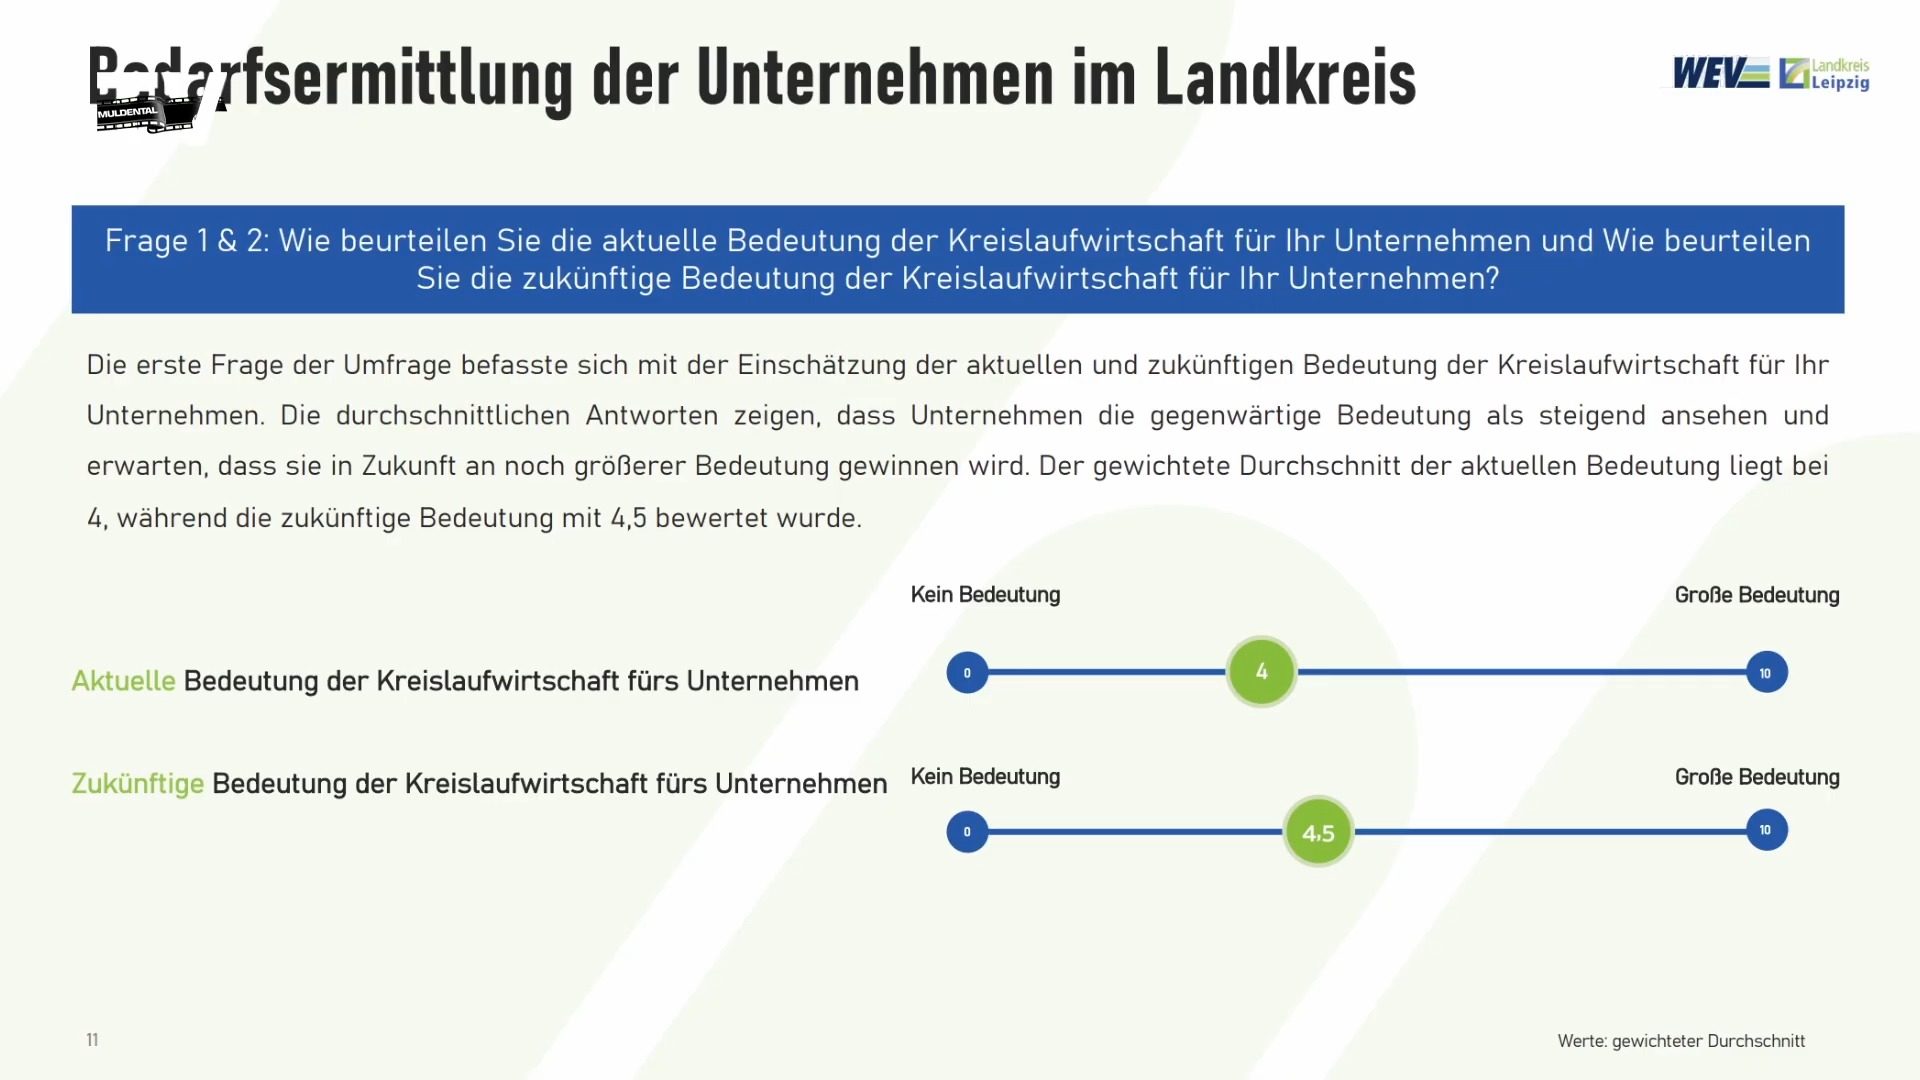 Bedarfsermittlung der Unternehmen im Landkreis
MULDENTAL
WEV
Landkreis
Leipzig
Frage 1 & 2: Wie beurteilen Sie die aktuelle Bedeutung der Kreislaufwirtschaft für Ihr Unternehmen und Wie beurteilen
Sie die zukünftige Bedeutung der Kreislaufwirtschaft für Ihr Unternehmen?
Die erste Frage der Umfrage befasste sich mit der Einschätzung der aktuellen und zukünftigen Bedeutung der Kreislaufwirtschaft für Ihr
Unternehmen. Die durchschnittlichen Antworten zeigen, dass Unternehmen die gegenwärtige Bedeutung als steigend ansehen und
erwarten, dass sie in Zukunft an noch größerer Bedeutung gewinnen wird. Der gewichtete Durchschnitt der aktuellen Bedeutung liegt bei
4, während die zukünftige Bedeutung mit 4,5 bewertet wurde.
Kein Bedeutung
Große Bedeutung
Aktuelle Bedeutung der Kreislaufwirtschaft fürs Unternehmen
0
4
10
Zukünftige Bedeutung der Kreislaufwirtschaft fürs Unternehmen
Kein Bedeutung
Große Bedeutung
0
4,5
10
11
Werte: gewichteter Durchschnitt